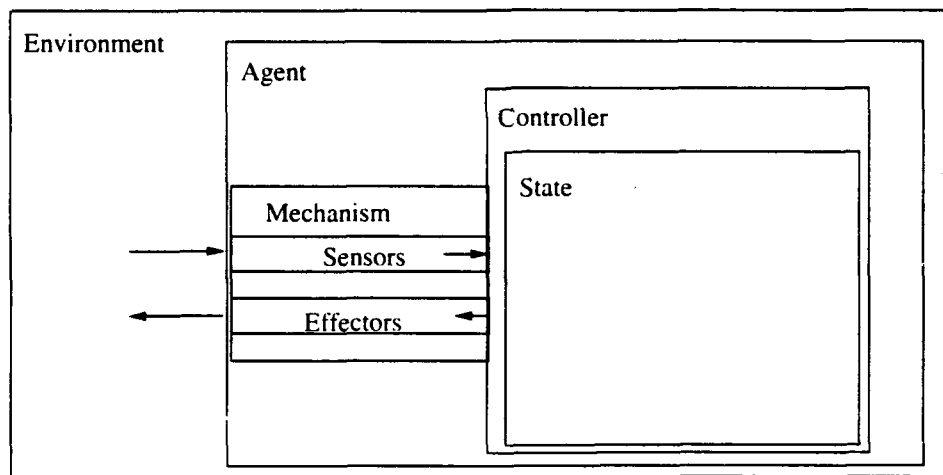 Environment
Agent
Controller
State
Mechanism
Sensors
Effectors